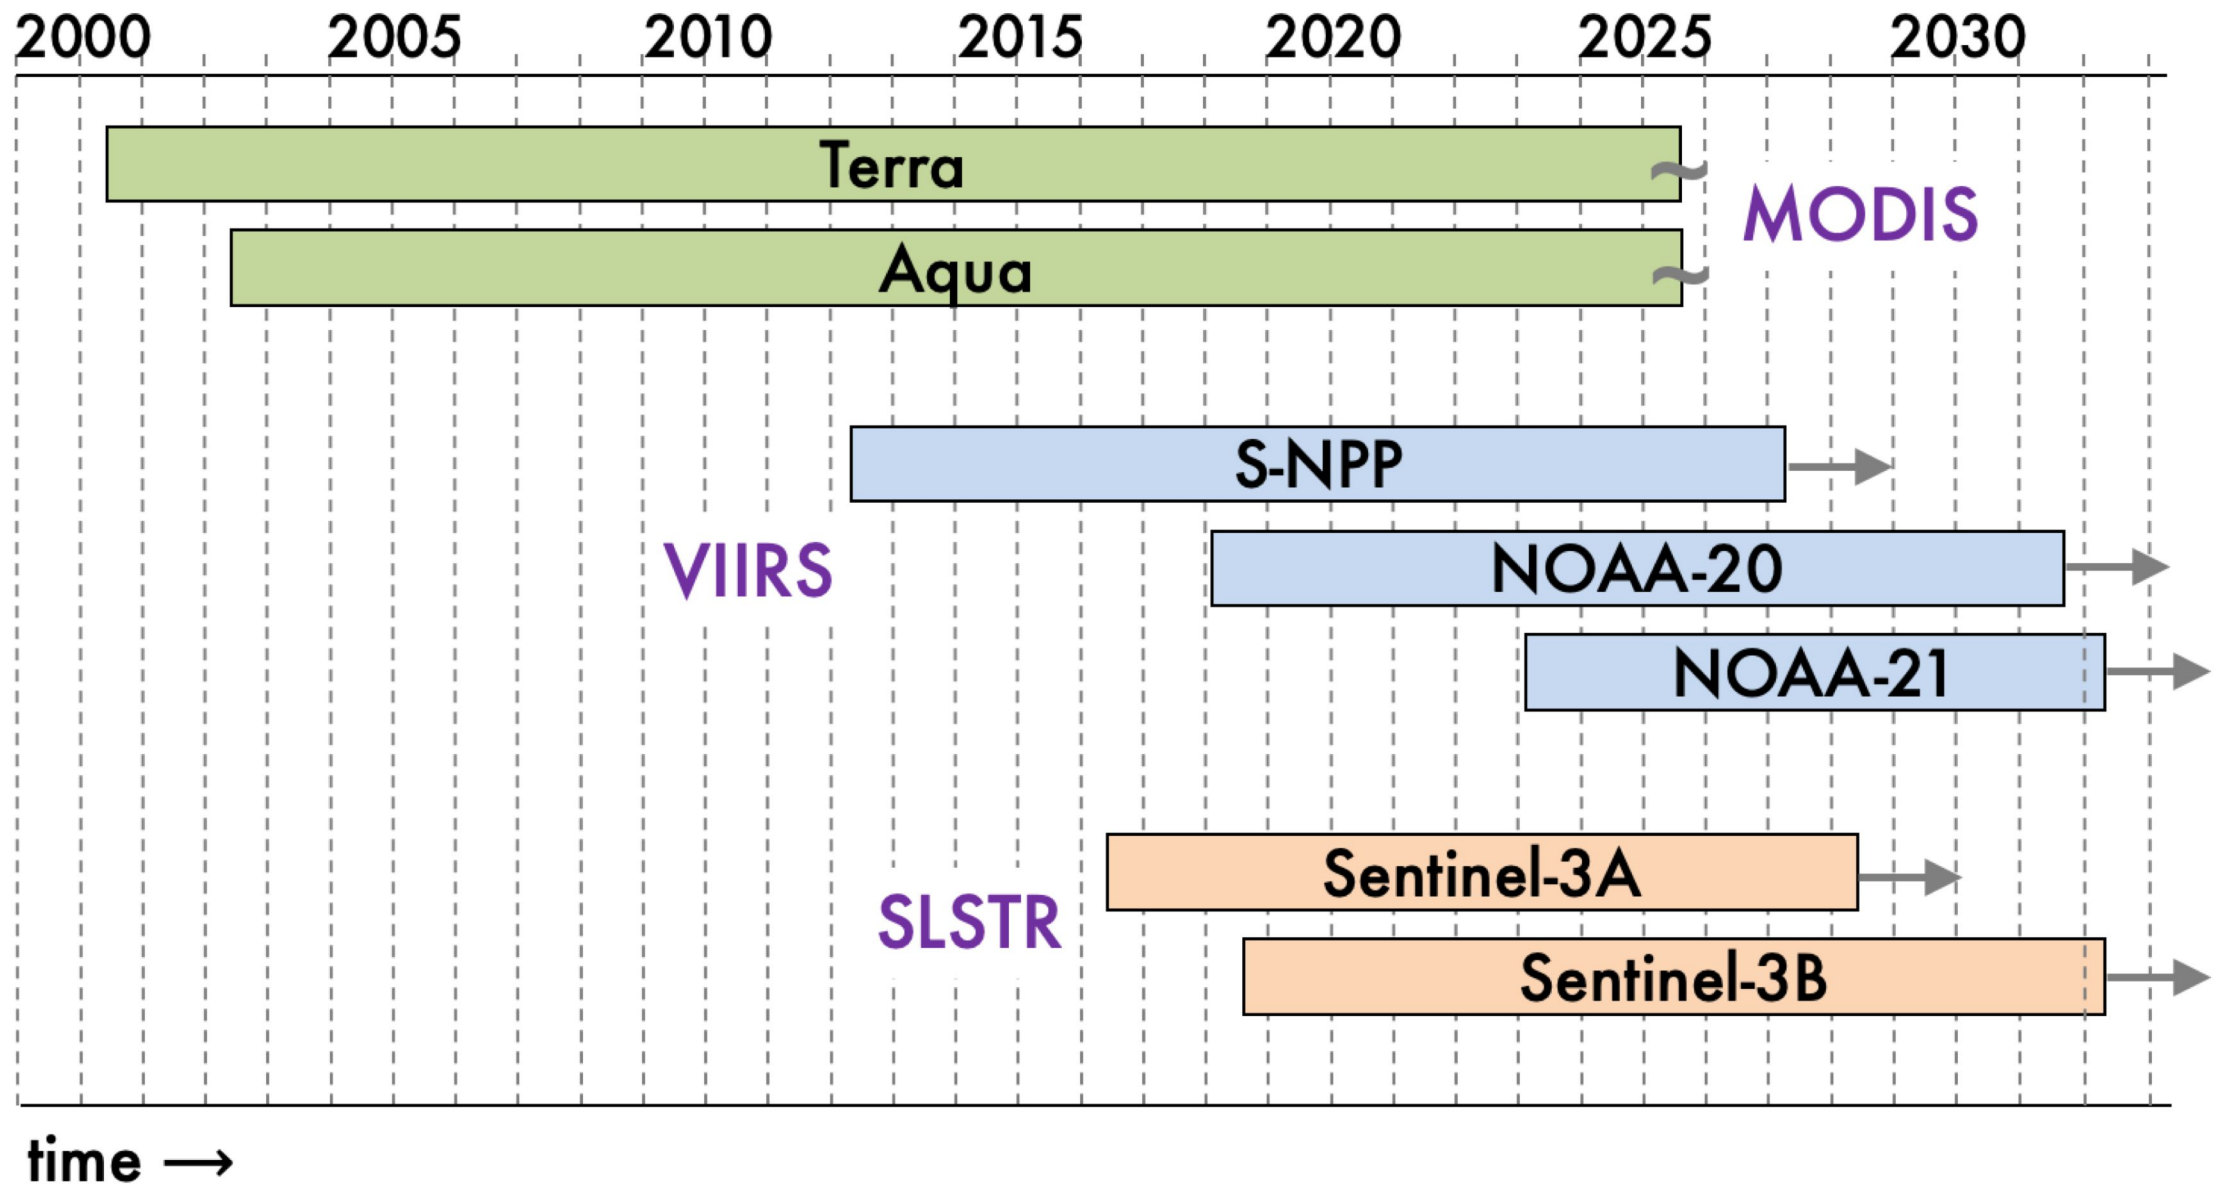 2000 2005 2010 2015 2020 2025 2030
Terra
MODIS
Aqua
S-NPP
VIIRS
NOAA-20
NOAA-21
Sentinel-3A
SLSTR
Sentinel-3B
time →